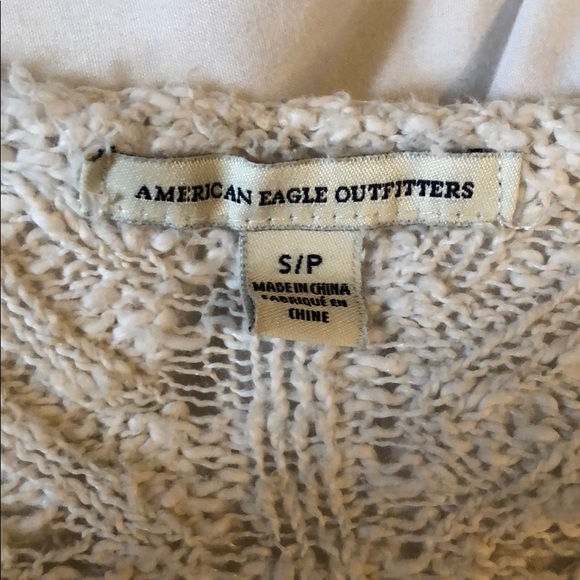 AMERICAN EAGLE OUTFITTERS
S/P
MADE IN CHINA
FABRIQUÉ EN
CHINE